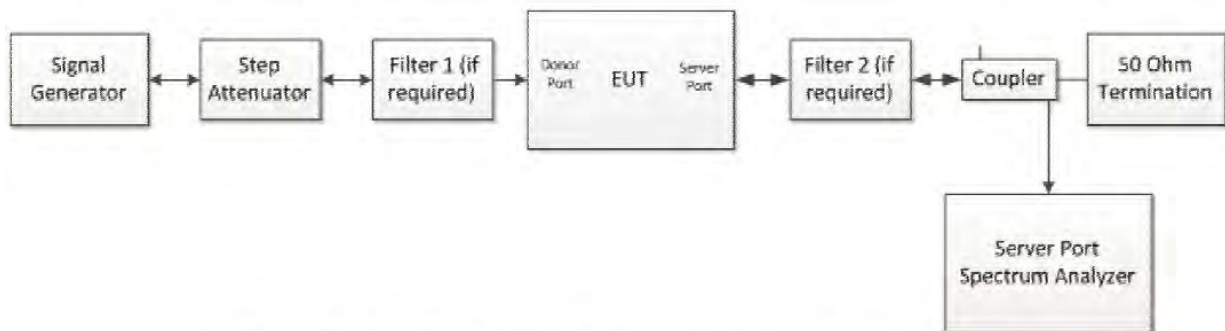 Signal
Generator
Step
Attenuator
Filter 1 (if
required)
Donor
Port
EUT
Server
Port
Filter 2 (if
required)
Coupler
50 Ohm
Termination
Server Port
Spectrum Analyzer